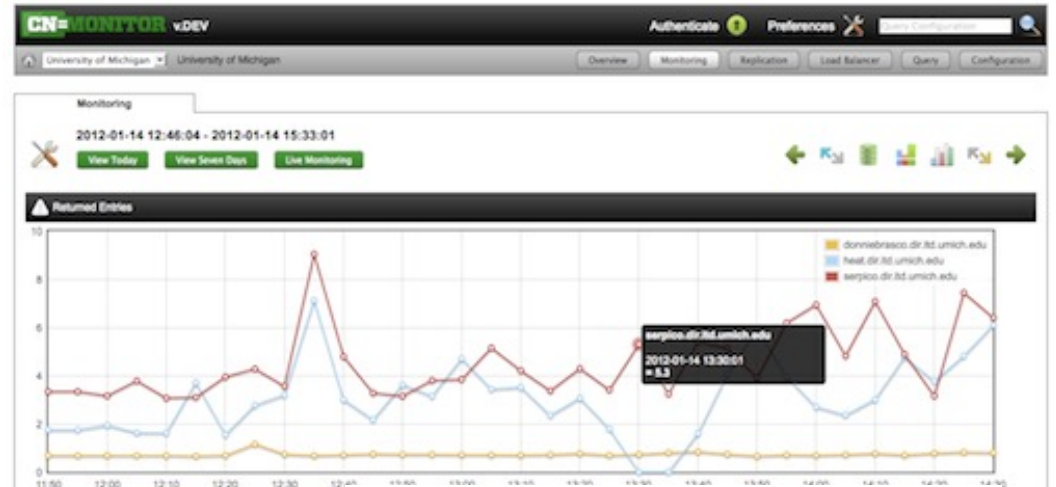 CN=MONITOR v.DEV
Authenticate Preferences Query Configuration
University of Michigan University of Michigan
Overview Monitoring Replication Load Balancer Query Configuration
Monitoring
2012-01-14 12:46:04 - 2012-01-14 15:33:01
View Today View Seven Days Live Monitoring
Returned Entries
10
donniebrasco.dir.itd.umich.edu
heat.dir.itd.umich.edu
8
serpico.dir.itd.umich.edu
6
serpico.dir.itd.umich.edu
2012-01-14 13:30:01
= 5.3
4
2
0
11:50 12:00 12:10 12:20 12:30 12:40 12:50 13:00 13:10 13:20 13:30 13:40 13:50 14:00 14:10 14:20 14:30